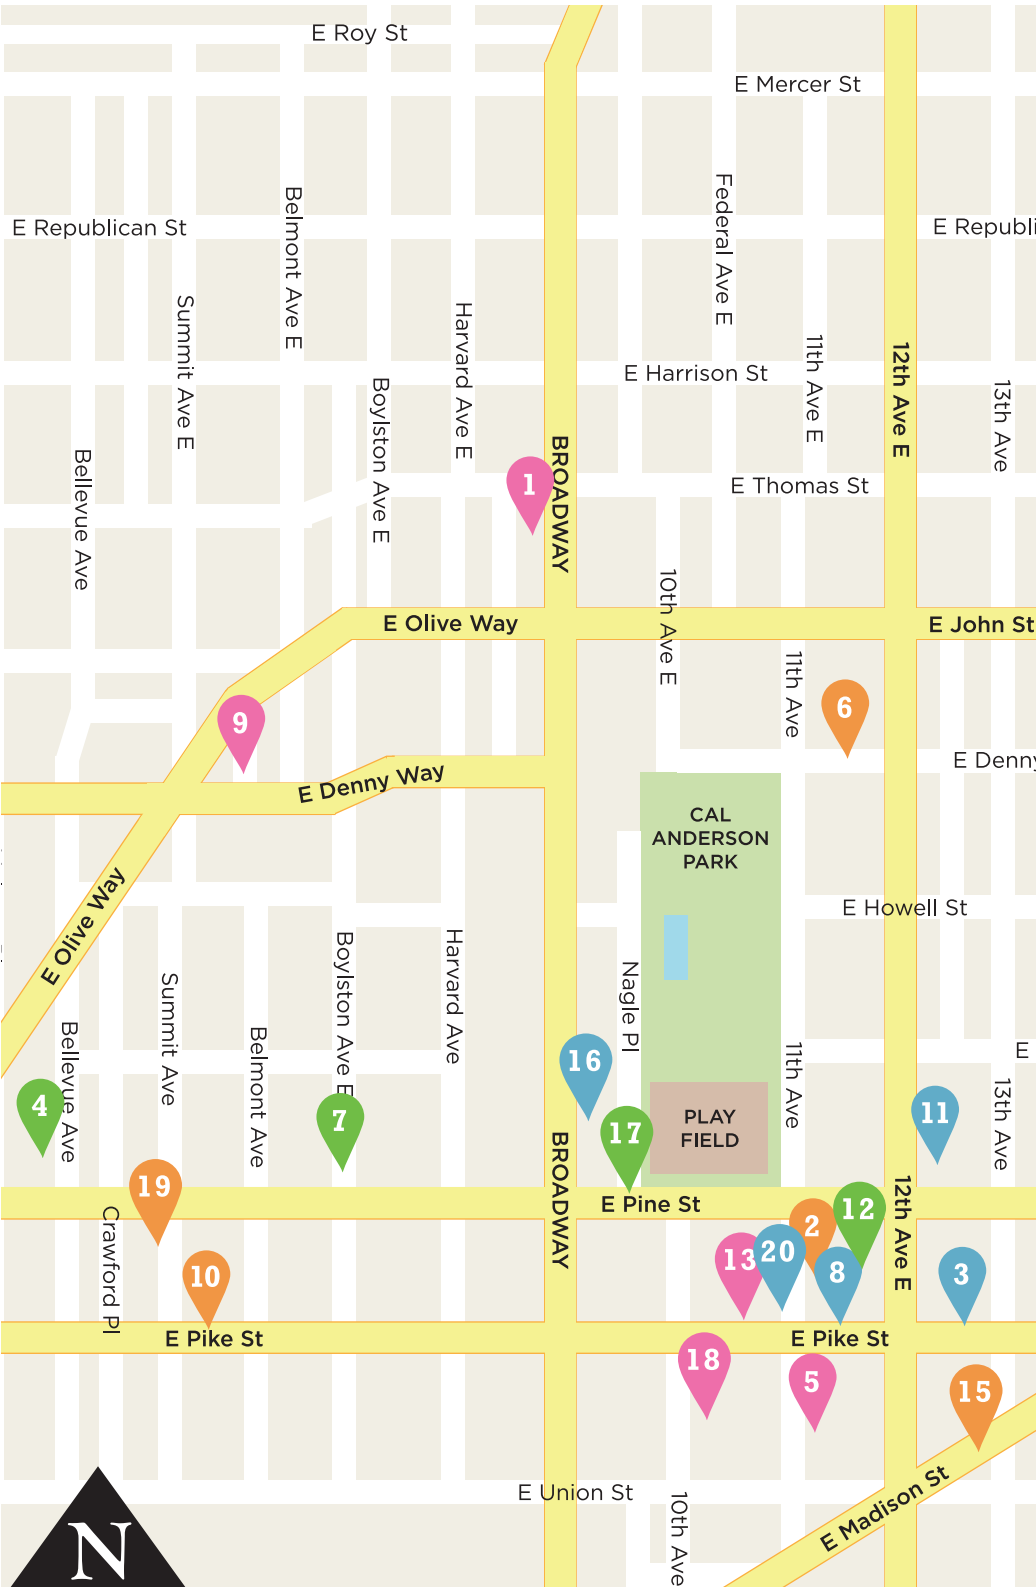 E Roy St
E Mercer St
Federal Ave E
Belmont Ave E
E Republican St
E Republi
Summit Ave E
Harvard Ave E
11th Ave E
12th Ave E
E Harrison St
Boylston Ave E
13th Ave
BROADWAY
Bellevue Ave
1
E Thomas St
10th Ave E
E Olive Way
E John St
11th Ave
6
9
E Denny Way
E Denny
CAL
ANDERSON
PARK
E Olive Way
E Howell St
Boylston Ave E
Harvard Ave
Nagle Pl
Summit Ave
Bellevue Ave
Belmont Ave
16
11th Ave
E
13th Ave
4
7
17
PLAY
FIELD
11
BROADWAY
19
E Pine St
12th Ave E
Crawford Pl
2
12
13
20
10
8
3
E Pike St
E Pike St
18
5
15
E Union St
10th Ave
E Madison St
N